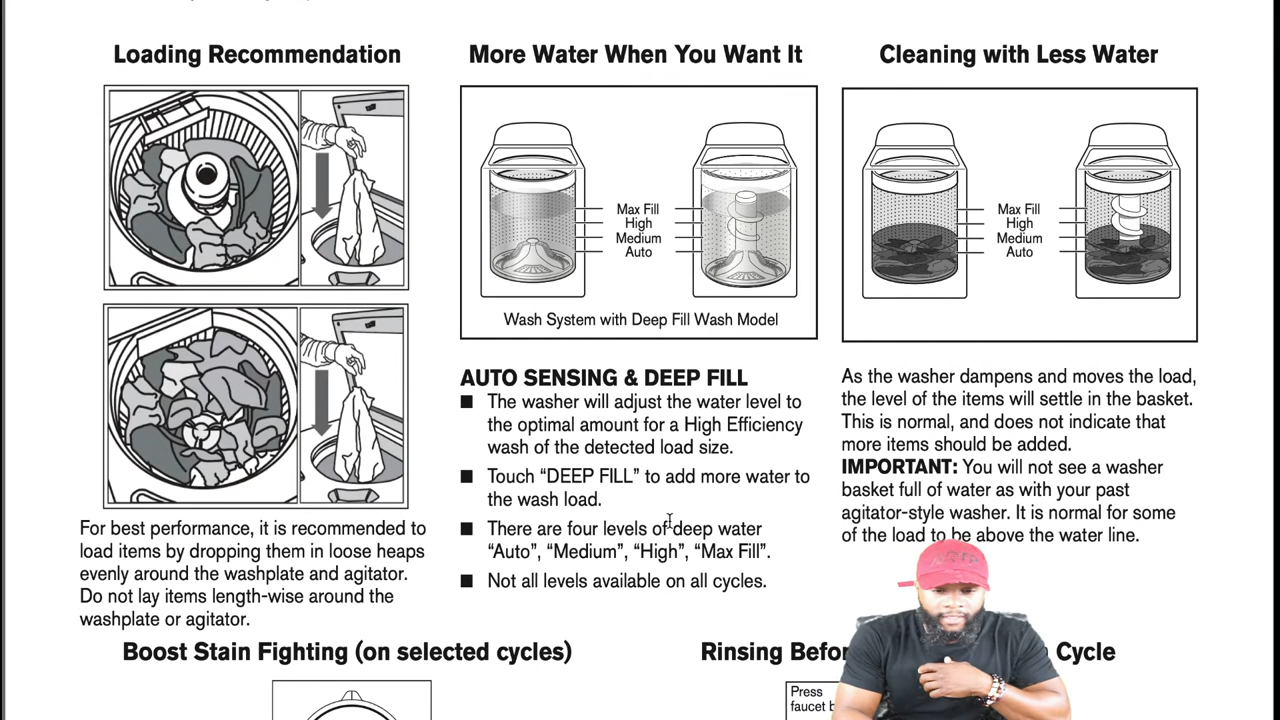 Loading Recommendation
For best performance, it is recommended to
load items by dropping them in loose heaps
evenly around the washplate and agitator.
Do not lay items length-wise around the
washplate or agitator.
More Water When You Want It
Max Fill
High
Medium
Auto
Wash System with Deep Fill Wash Model
AUTO SENSING & DEEP FILL
■ The washer will adjust the water level to
the optimal amount for a High Efficiency
wash of the detected load size.
■ Touch “DEEP FILL” to add more water to
the wash load.
■ There are four levels of deep water
“Auto”, “Medium”, “High”, “Max Fill”.
■ Not all levels available on all cycles.
Cleaning with Less Water
Max Fill
High
Medium
Auto
As the washer dampens and moves the load,
the level of the items will settle in the basket.
This is normal, and does not indicate that
more items should be added.
IMPORTANT: You will not see a washer
basket full of water as with your past
agitator-style washer. It is normal for some
of the load to be above the water line.
Boost Stain Fighting (on selected cycles)
Rinsing Cycle
Press
faucet